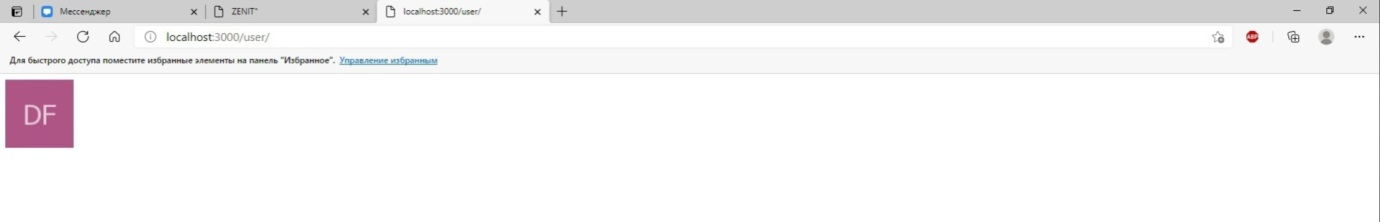 Мессенджер
ZENIT"
localhost:3000/user/
localhost:3000/user/
ABP
Для быстрого доступа поместите избранные элементы на панель "Избранное". Управление избранным
DF